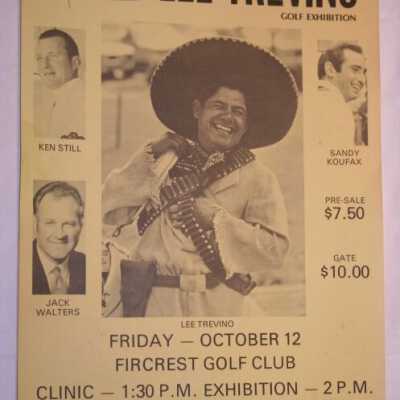 LEE TREVINO
GOLF EXHIBITION
KEN STILL
SANDY
KOUFAX
PRE-SALE
$7.50
GATE
$10.00
JACK
WALTERS
LEE TREVINO
FRIDAY — OCTOBER 12
FIRCREST GOLF CLUB
CLINIC — 1:30 P.M. EXHIBITION — 2 P.M.